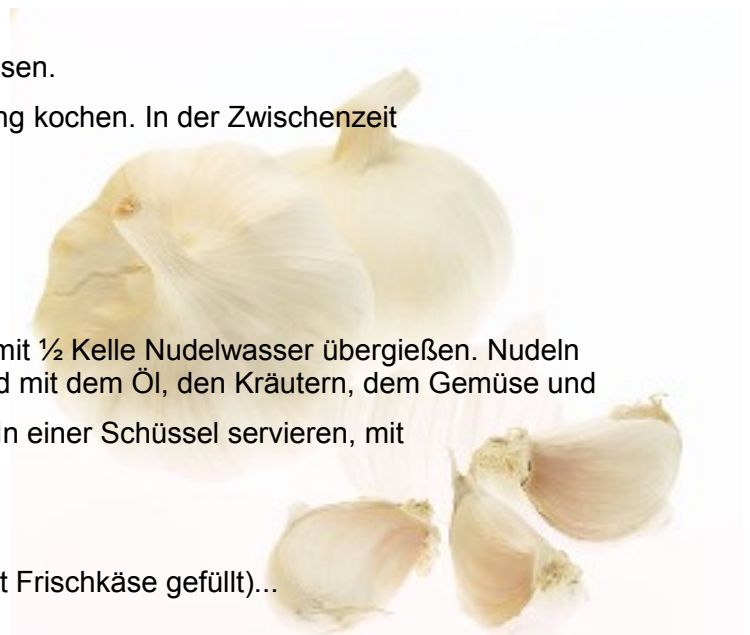 sen.
ng kochen. In der Zwischenzeit
mit ½ Kelle Nudelwasser übergießen. Nudeln
d mit dem Öl, den Kräutern, dem Gemüse und
In einer Schüssel servieren, mit
t Frischkäse gefüllt)...